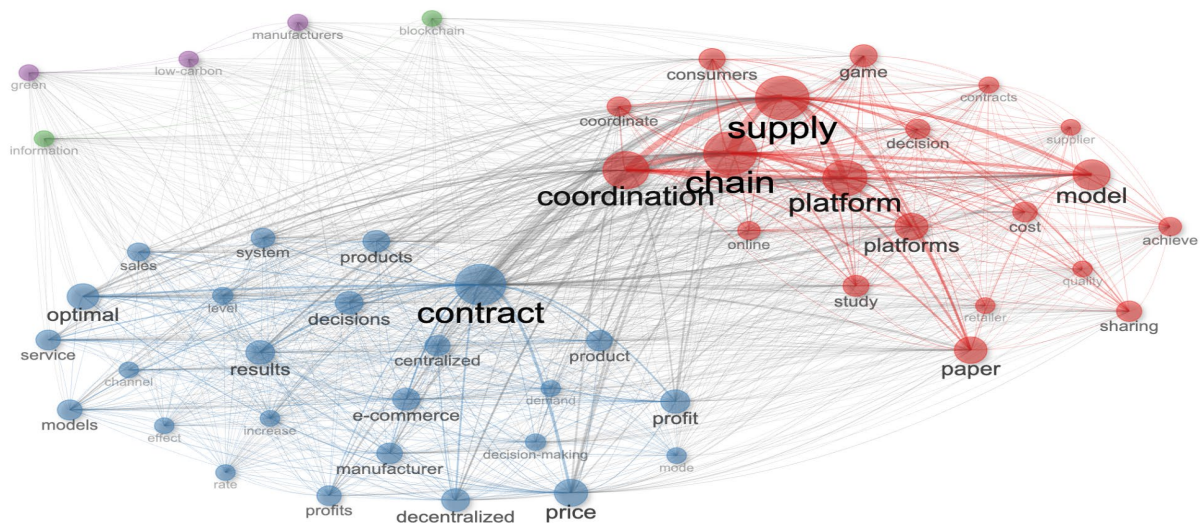 manufacturers
blockchain
low-carbon
green
information
consumers
game
contracts
coordinate
supply
decision
supplier
coordination
chain
platform
model
platforms
cost
achieve
online
sales
system
products
optimal
level
decisions
contract
study
quality
retailer
sharing
service
results
centralized
product
paper
channel
models
effect
increase
e-commerce
demand
profit
manufacturer
decision-making
mode
rate
profits
decentralized
price